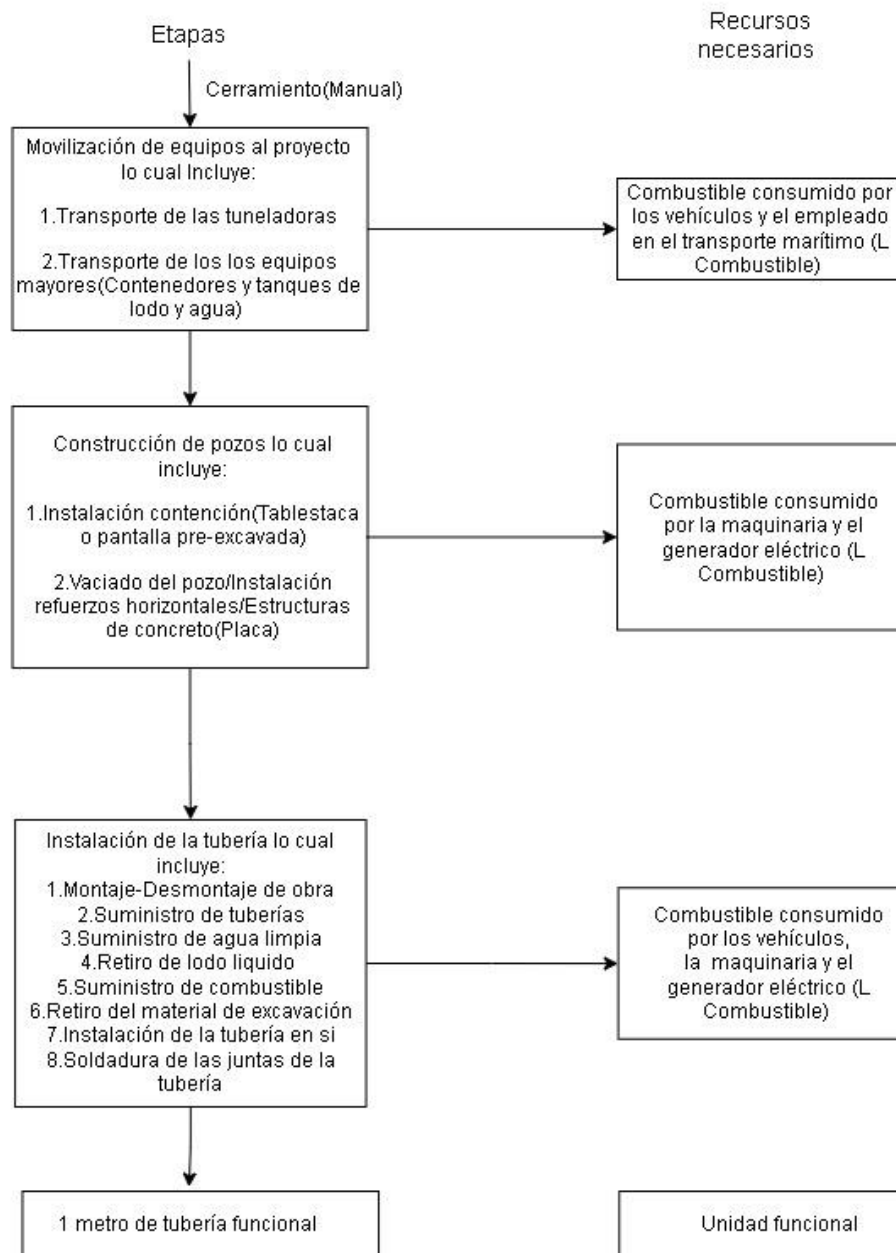 Etapas
Recursos
necesarios
Cerramiento(Manual)
Movilización de equipos al proyecto
lo cual Incluye:
1.Transporte de las tuneladoras
2.Transporte de los los equipos
mayores(Contenedores y tanques de
lodo y agua)
Combustible consumido por
los vehículos y el empleado
en el transporte marítimo (L
Combustible)
Construcción de pozos lo cual
incluye:
1.Instalación contención(Tablestaca
o pantalla pre-excavada)
2.Vaciado del pozo/Instalación
refuerzos horizontales/Estructuras
de concreto(Placa)
Combustible consumido
por la maquinaria y el
generador eléctrico (L
Combustible)
Instalación de la tubería lo cual
incluye:
1.Montaje-Desmontaje de obra
2.Suministro de tuberías
3.Suministro de agua limpia
4.Retiro de lodo liquido
5.Suministro de combustible
6.Retiro del material de excavación
7.Instalación de la tubería en si
8.Soldadura de las juntas de la
tubería
Combustible consumido
por los vehículos,
la maquinaria y el
generador eléctrico (L
Combustible)
1 metro de tubería funcional
Unidad funcional